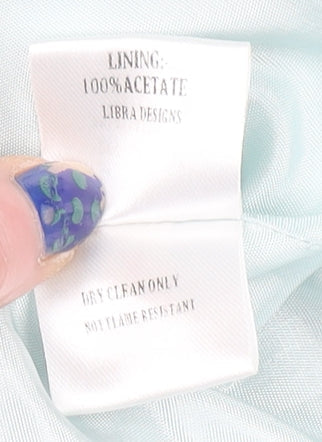 LINING:-
100%ACETATE
LIBRA DESIGNS
DRY CLEAN ONLY
NOT FLAME RESISTANT